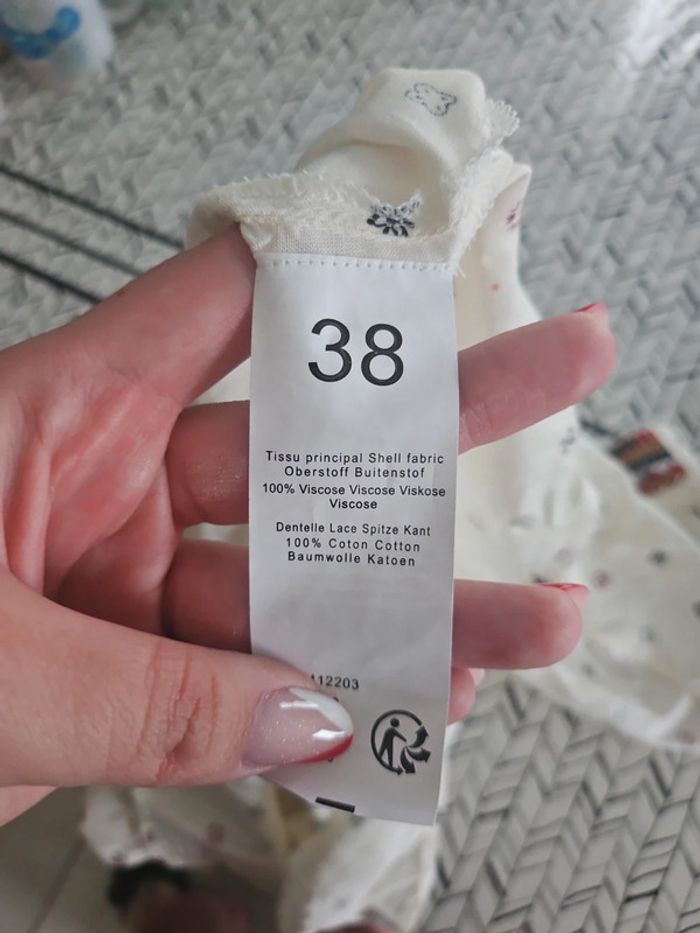 38
Tissu principal Shell fabric
Oberstoff Buitenstof
100% Viscose Viscose Viskose
Viscose
Dentelle Lace Spitze Kant
100% Coton Cotton
Baumwolle Katoen